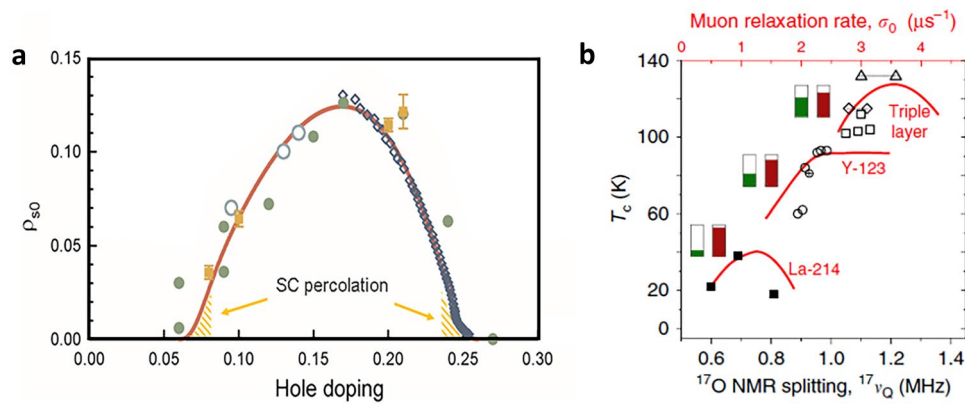 a
0.15
0.10
0.05
0.00
ρs0
SC percolation
0.00 0.05 0.10 0.15 0.20 0.25 0.30
Hole doping
b
Muon relaxation rate, σ0 (μs⁻¹)
0 1 2 3 4
140
100
60
20
0
Tc (K)
Triple
layer
Y-123
La-214
0.6 0.8 1.0 1.2 1.4
¹⁷O NMR splitting, ¹⁷νQ (MHz)